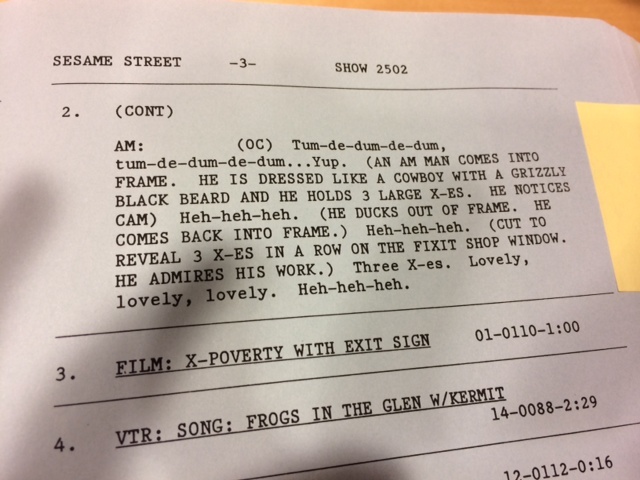 SESAME STREET -3- SHOW 2502
2. (CONT)
AM: (OC) Tum-de-dum-de-dum,
tum-de-dum-de-dum...Yup. (AN AM MAN COMES INTO
FRAME. HE IS DRESSED LIKE A COWBOY WITH A GRIZZLY
BLACK BEARD AND HE HOLDS 3 LARGE X-ES. HE NOTICES
CAM) Heh-heh-heh. (HE DUCKS OUT OF FRAME. HE
COMES BACK INTO FRAME.) Heh-heh-heh. (CUT TO
REVEAL 3 X-ES IN A ROW ON THE FIXIT SHOP WINDOW.
HE ADMIRES HIS WORK.) Three X-es. Lovely,
lovely, lovely. Heh-heh-heh.
3. FILM: X-POVERTY WITH EXIT SIGN 01-0110-1:00
4. VTR: SONG: FROGS IN THE GLEN W/KERMIT
14-0088-2:29
12-0112-0:16